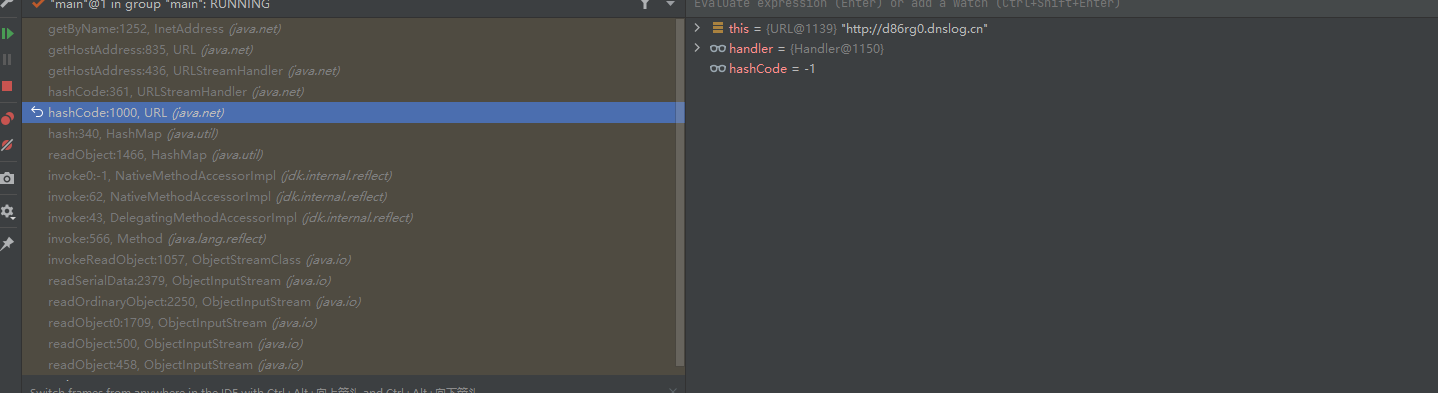 "main"@1 in group "main": RUNNING
getByName:1252, InetAddress (java.net)
getHostAddress:835, URL (java.net)
getHostAddress:436, URLStreamHandler (java.net)
hashCode:361, URLStreamHandler (java.net)
hashCode:1000, URL (java.net)
hash:340, HashMap (java.util)
readObject:1466, HashMap (java.util)
invoke0:-1, NativeMethodAccessorImpl (jdk.internal.reflect)
invoke:62, NativeMethodAccessorImpl (jdk.internal.reflect)
invoke:43, DelegatingMethodAccessorImpl (jdk.internal.reflect)
invoke:566, Method (java.lang.reflect)
invokeReadObject:1057, ObjectStreamClass (java.io)
readSerialData:2379, ObjectInputStream (java.io)
readOrdinaryObject:2250, ObjectInputStream (java.io)
readObject0:1709, ObjectInputStream (java.io)
readObject:500, ObjectInputStream (java.io)
readObject:458, ObjectInputStream (java.io)
Switch frames from anywhere in the IDE with Ctrl+Alt+向上箭头 and Ctrl+Alt+向下箭头
Evaluate expression (Enter) or add a watch (Ctrl+Shift+Enter)
this = {URL@1139} "http://d86rg0.dnslog.cn"
handler = {Handler@1150}
hashCode = -1